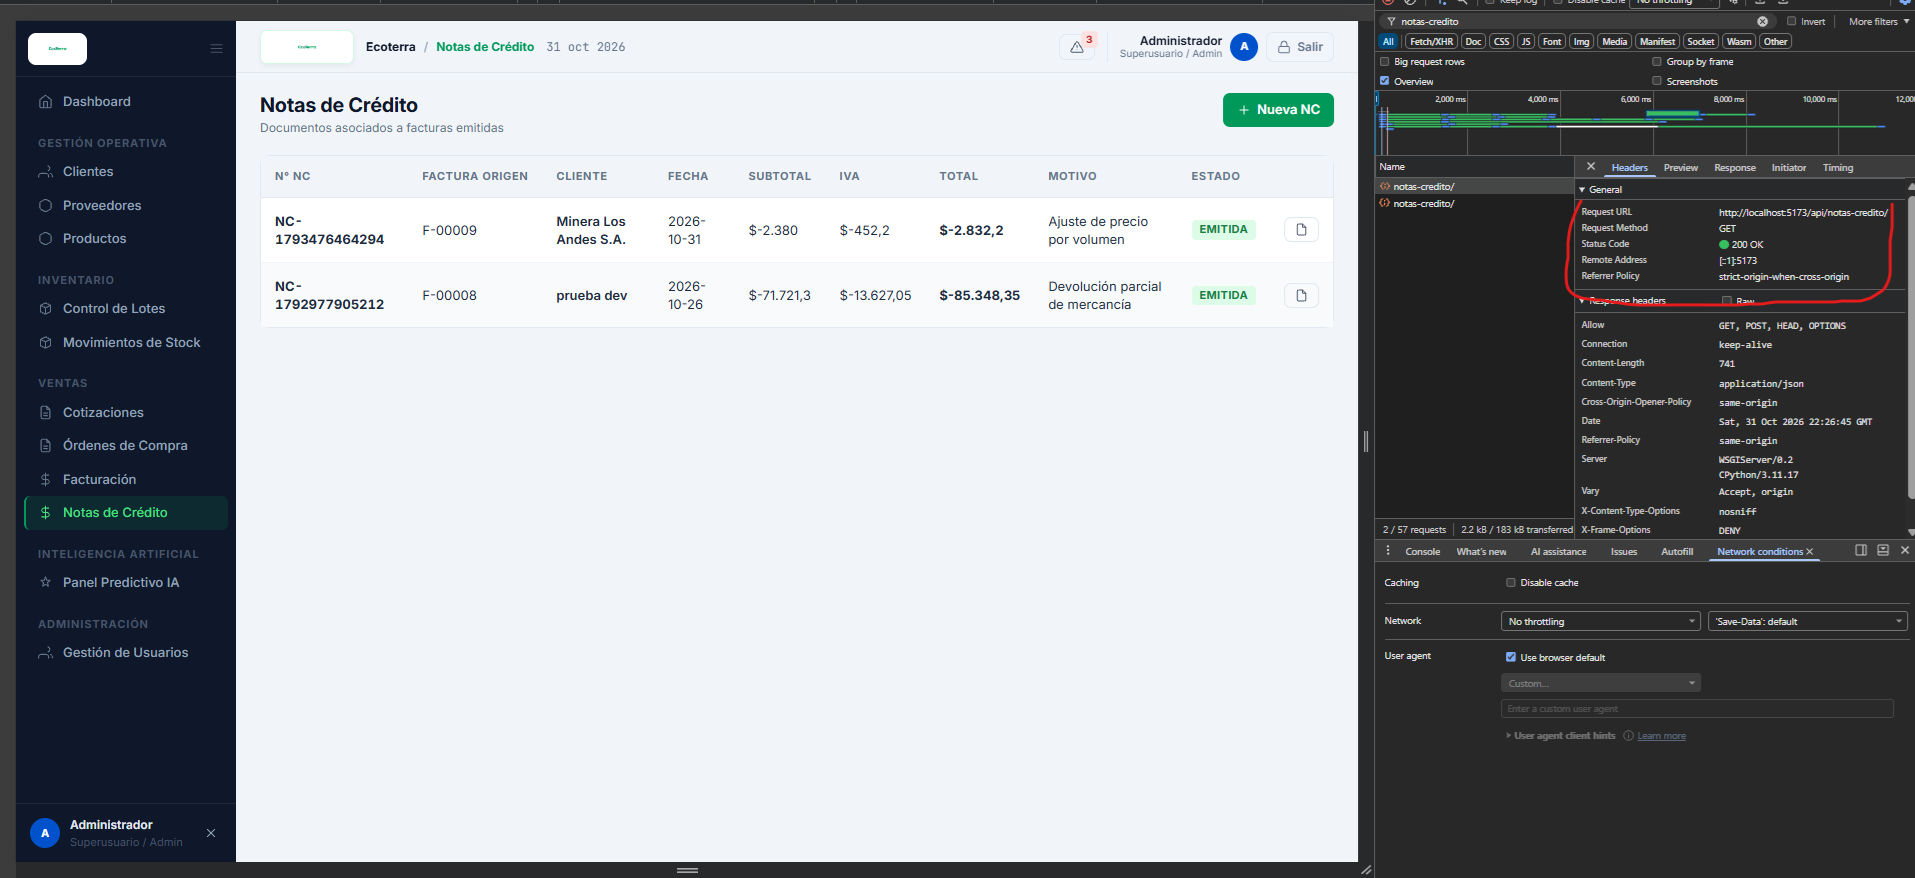 Ecoterra
Dashboard
GESTIÓN OPERATIVA
Clientes
Proveedores
Productos
INVENTARIO
Control de Lotes
Movimientos de Stock
VENTAS
Cotizaciones
Órdenes de Compra
Facturación
Notas de Crédito
INTELIGENCIA ARTIFICIAL
Panel Predictivo IA
ADMINISTRACIÓN
Gestión de Usuarios
A
Administrador
Superusuario / Admin
Ecoterra
Ecoterra / Notas de Crédito 31 oct 2026
3
Administrador
Superusuario / Admin
A
Salir
Notas de Crédito
Documentos asociados a facturas emitidas
+ Nueva NC
N° NC FACTURA ORIGEN CLIENTE FECHA SUBTOTAL IVA TOTAL MOTIVO ESTADO
NC-1793476464294 F-00009 Minera Los Andes S.A. 2026-10-31 $-2.380 $-452,2 $-2.832,2 Ajuste de precio por volumen EMITIDA
NC-1792977905212 F-00008 prueba dev 2026-10-26 $-71.721,3 $-13.627,05 $-85.348,35 Devolución parcial de mercancía EMITIDA
Keep log Disable cache No throttling
notas-credito Invert More filters
All Fetch/XHR Doc CSS JS Font Img Media Manifest Socket Wasm Other
Big request rows Group by frame
Overview Screenshots
2,000 ms 4,000 ms 6,000 ms 8,000 ms 10,000 ms 12,00
Name
notas-credito/
notas-credito/
Headers Preview Response Initiator Timing
General
Request URL http://localhost:5173/api/notas-credito/
Request Method GET
Status Code 200 OK
Remote Address [::1]:5173
Referrer Policy strict-origin-when-cross-origin
Response headers Raw
Allow GET, POST, HEAD, OPTIONS
Connection keep-alive
Content-Length 741
Content-Type application/json
Cross-Origin-Opener-Policy same-origin
Date Sat, 31 Oct 2026 22:26:45 GMT
Referrer-Policy same-origin
Server WSGIServer/0.2
CPython/3.11.17
Vary Accept, origin
X-Content-Type-Options nosniff
X-Frame-Options DENY
2 / 57 requests 2.2 kB / 183 kB transferred
Console What's new AI assistance Issues Autofill Network conditions
Caching Disable cache
Network No throttling 'Save-Data': default
User agent Use browser default
Custom...
Enter a custom user agent
User agent client hints Learn more